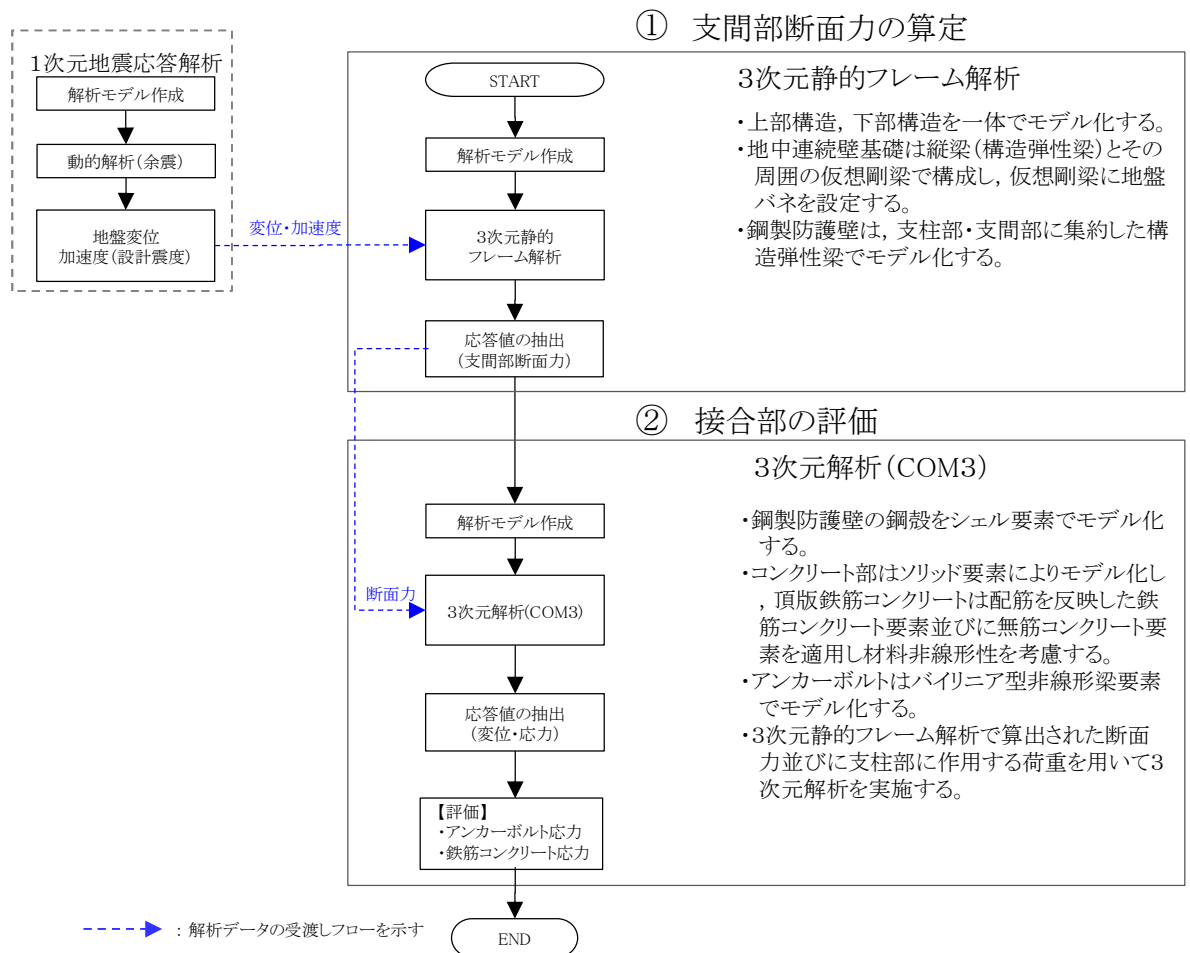 ① 支間部断面力の算定
1次元地震応答解析
解析モデル作成
動的解析(余震)
地盤変位
加速度(設計震度)
変位・加速度
START
解析モデル作成
3次元静的
フレーム解析
応答値の抽出
(支間部断面力)
3次元静的フレーム解析
・上部構造，下部構造を一体でモデル化する。
・地中連続壁基礎は縦梁(構造弾性梁)とその
周囲の仮想剛梁で構成し，仮想剛梁に地盤
バネを設定する。
・鋼製防護壁は，支柱部・支間部に集約した構
造弾性梁でモデル化する。
② 接合部の評価
解析モデル作成
断面力
3次元解析(COM3)
応答値の抽出
(変位・応力)
【評価】
・アンカーボルト応力
・鉄筋コンクリート応力
3次元解析(COM3)
・鋼製防護壁の鋼殻をシェル要素でモデル化
する。
・コンクリート部はソリッド要素によりモデル化し
，頂版鉄筋コンクリートは配筋を反映した鉄
筋コンクリート要素並びに無筋コンクリート要
素を適用し材料非線形性を考慮する。
・アンカーボルトはバイリニア型非線形梁要素
でモデル化する。
・3次元静的フレーム解析で算出された断面
力並びに支柱部に作用する荷重を用いて3
次元解析を実施する。
：解析データの受渡しフローを示す
END